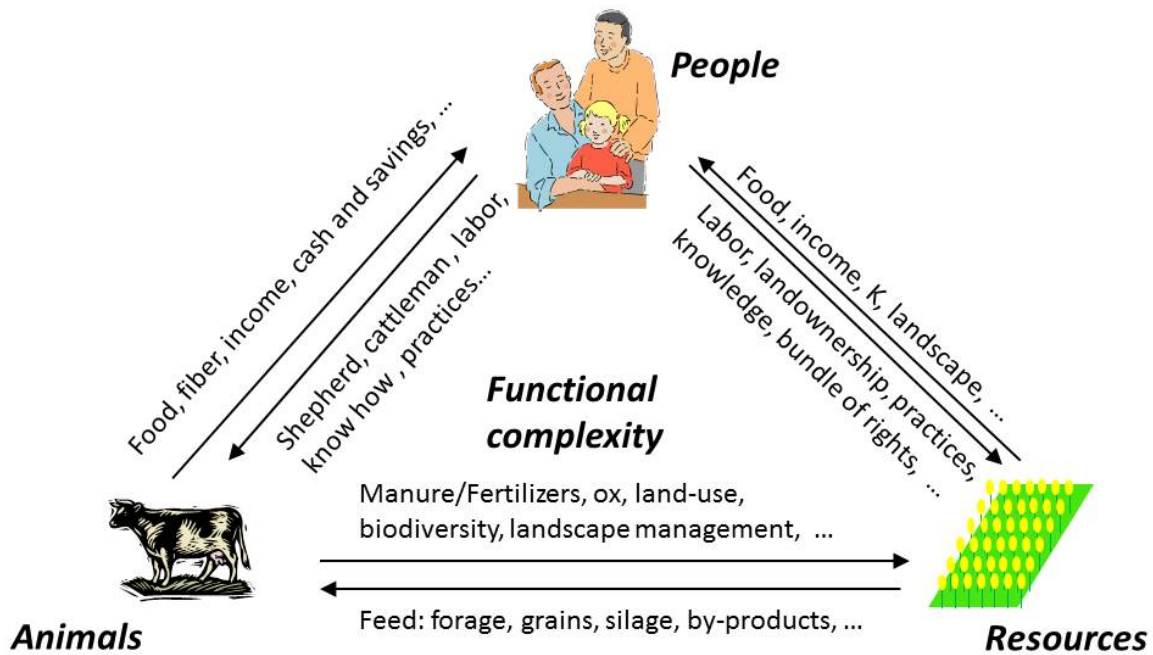 People
Food, fiber, income, cash and savings, ...
Shepherd, cattleman , labor,
know how , practices...
Food, income, K, landscape, ...
Labor, landownership, practices,
knowledge, bundle of rights, ...
Functional
complexity
Manure/Fertilizers, ox, land-use,
biodiversity, landscape management, ...
Feed: forage, grains, silage, by-products, ...
Animals
Resources